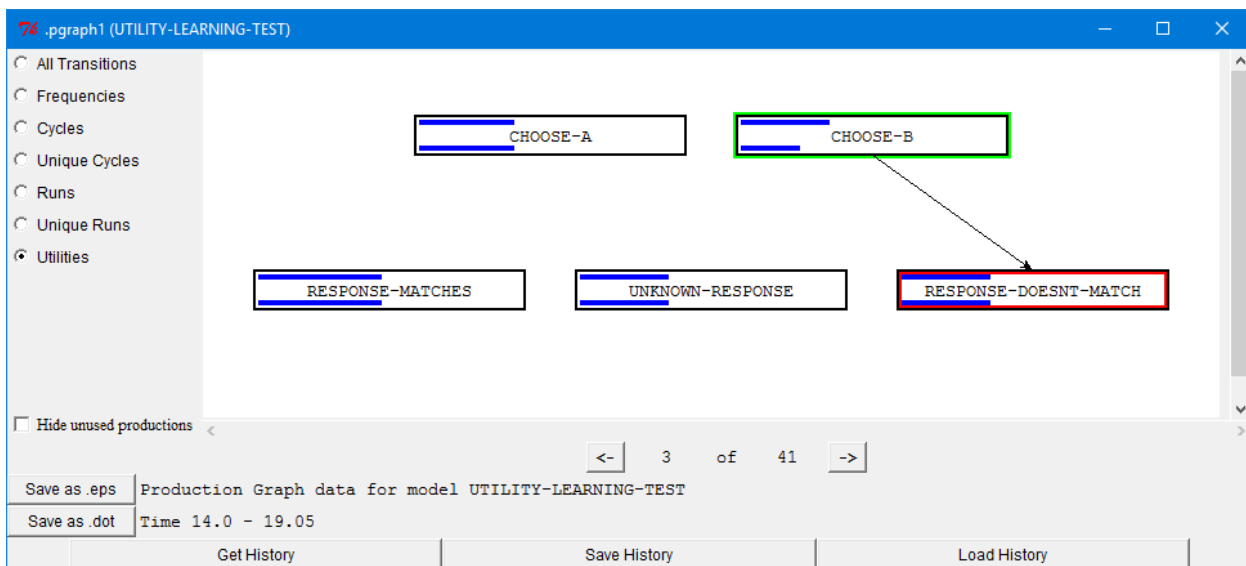 .pgraph1 (UTILITY-LEARNING-TEST)
All Transitions
Frequencies
Cycles
Unique Cycles
Runs
Unique Runs
Utilities
CHOOSE-A
CHOOSE-B
RESPONSE-MATCHES
UNKNOWN-RESPONSE
RESPONSE-DOESNT-MATCH
Hide unused productions
<- 3 of 41 ->
Save as .eps Production Graph data for model UTILITY-LEARNING-TEST
Save as .dot Time 14.0 - 19.05
Get History Save History Load History